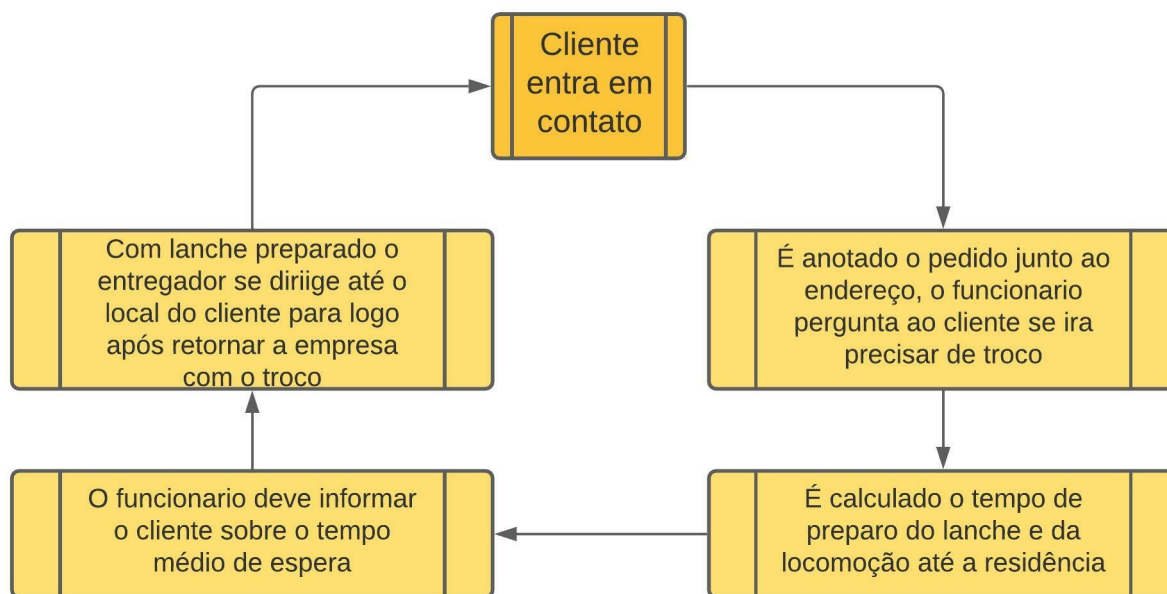 Cliente
entra em
contato
É anotado o pedido junto ao
endereço, o funcionario
pergunta ao cliente se ira
precisar de troco
É calculado o tempo de
preparo do lanche e da
locomoção até a residência
O funcionario deve informar
o cliente sobre o tempo
médio de espera
Com lanche preparado o
entregador se diriige até o
local do cliente para logo
após retornar a empresa
com o troco